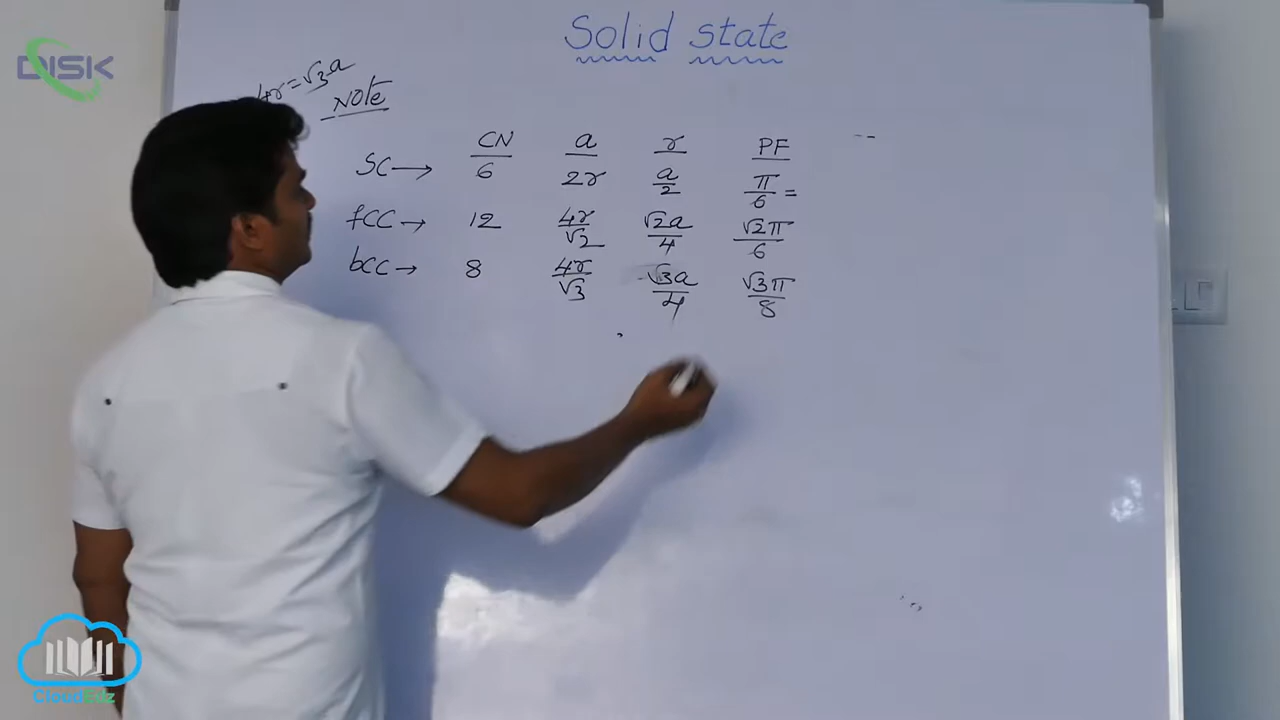 DISK
Solid state
4r=√3a
Note
CN a r PF
SC→ 6 2r a/2 π/6 =
fCC→ 12 4r/√2 √2a/4 √2π/6
bCC→ 8 4r/√3 √3a/4 √3π/8
CloudEdz